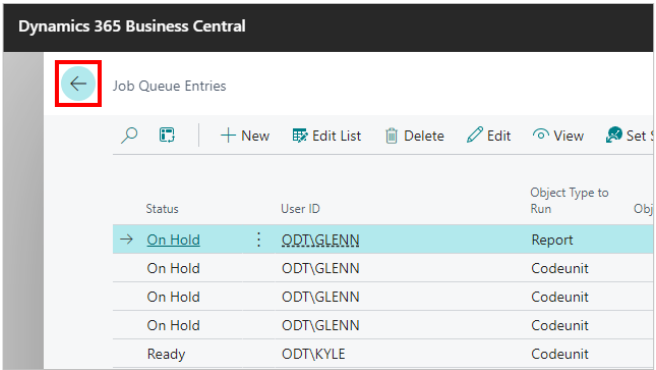 Dynamics 365 Business Central
Job Queue Entries
New Edit List Delete Edit View Set
Object Type to
Status User ID Run Obj
On Hold ODT\GLENN Report
On Hold ODT\GLENN Codeunit
On Hold ODT\GLENN Codeunit
On Hold ODT\GLENN Codeunit
Ready ODT\KYLE Codeunit